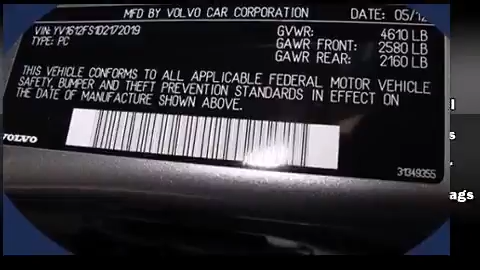 MFD BY VOLVO CAR CORPORATION DATE: 05/12
VIN: YV1612FS1D2172019 GVWR: 4610 LB
TYPE: PC GAWR FRONT: 2580 LB
GAWR REAR: 2160 LB
THIS VEHICLE CONFORMS TO ALL APPLICABLE FEDERAL MOTOR VEHICLE
SAFETY, BUMPER AND THEFT PREVENTION STANDARDS IN EFFECT ON
THE DATE OF MANUFACTURE SHOWN ABOVE.
VOLVO
31349355
ags